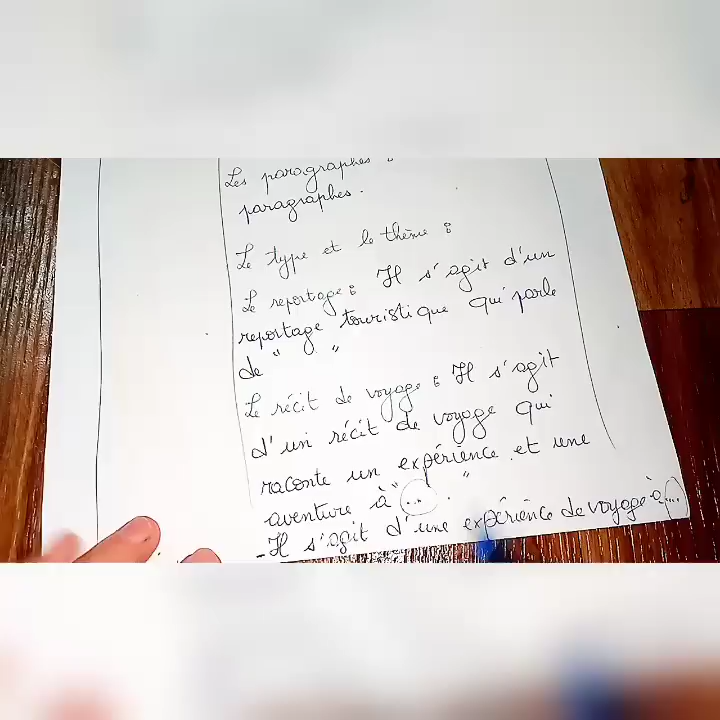 Les paragraphes :
paragraphes.
Le type et le thème :
Le reportage : Il s'agit d'un
reportage touristique qui parle
de " "
Le récit de voyage : Il s'agit
d'un récit de voyage qui
raconte un expérience et une
aventure à "..." .
- Il s'agit d'une expérience de voyage à (...)